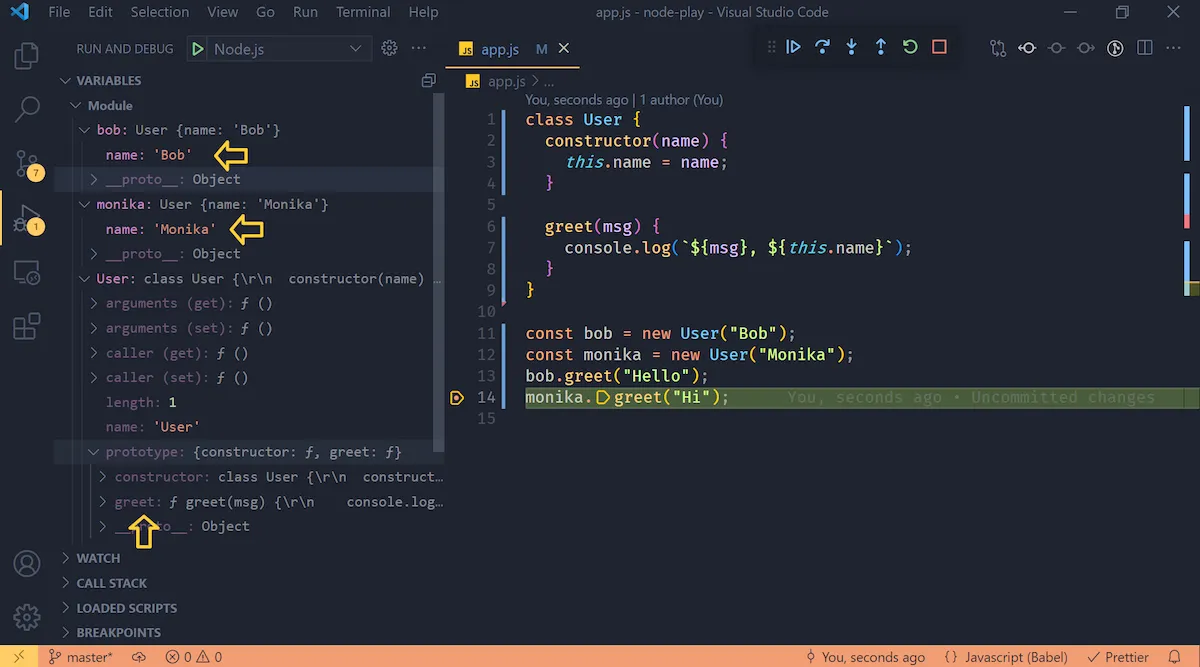 File Edit Selection View Go Run Terminal Help app.js - node-play - Visual Studio Code
RUN AND DEBUG Node.js ···
VARIABLES
Module
bob: User {name: 'Bob'}
name: 'Bob'
__proto__: Object
monika: User {name: 'Monika'}
name: 'Monika'
__proto__: Object
User: class User {\r\n constructor(name) …
arguments (get): ƒ ()
arguments (set): ƒ ()
caller (get): ƒ ()
caller (set): ƒ ()
length: 1
name: 'User'
prototype: {constructor: ƒ, greet: ƒ}
constructor: class User {\r\n construct…
greet: ƒ greet(msg) {\r\n console.log…
__proto__: Object
WATCH
CALL STACK
LOADED SCRIPTS
BREAKPOINTS
7
1
JS app.js M
JS app.js > ...
You, seconds ago | 1 author (You)
1 class User {
2 constructor(name) {
3 this.name = name;
4 }
5
6 greet(msg) {
7 console.log(`${msg}, ${this.name}`);
8 }
9 }
10
11 const bob = new User("Bob");
12 const monika = new User("Monika");
13 bob.greet("Hello");
14 monika.greet("Hi"); You, seconds ago • Uncommitted changes
15
master* 0 0 You, seconds ago {} Javascript (Babel) Prettier